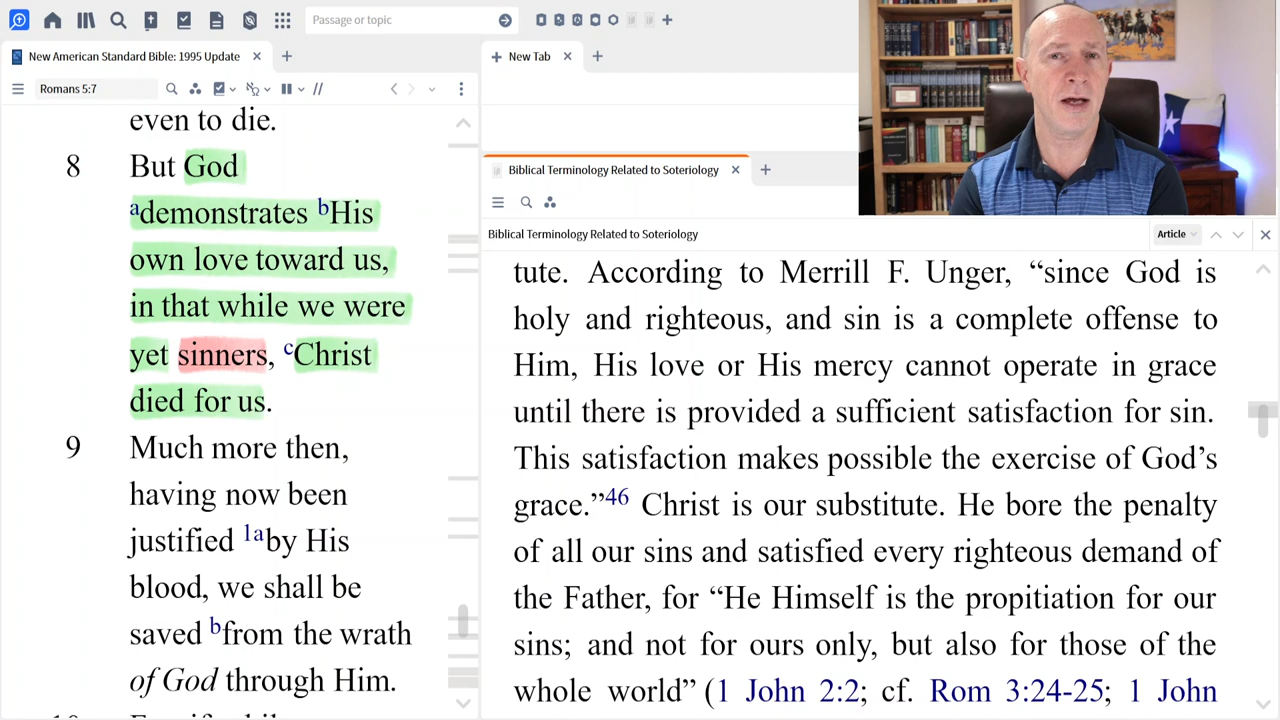 Passage or topic
New American Standard Bible: 1995 Update
New Tab
Romans 5:7
even to die.
8 But God
ademonstrates bHis
own love toward us,
in that while we were
yet sinners, cChrist
died for us.
9 Much more then,
having now been
justified 1aby His
blood, we shall be
saved bfrom the wrath
of God through Him.
Biblical Terminology Related to Soteriology
Biblical Terminology Related to Soteriology
Article
tute. According to Merrill F. Unger, “since God is
holy and righteous, and sin is a complete offense to
Him, His love or His mercy cannot operate in grace
until there is provided a sufficient satisfaction for sin.
This satisfaction makes possible the exercise of God’s
grace.”46 Christ is our substitute. He bore the penalty
of all our sins and satisfied every righteous demand of
the Father, for “He Himself is the propitiation for our
sins; and not for ours only, but also for those of the
whole world” (1 John 2:2; cf. Rom 3:24-25; 1 John